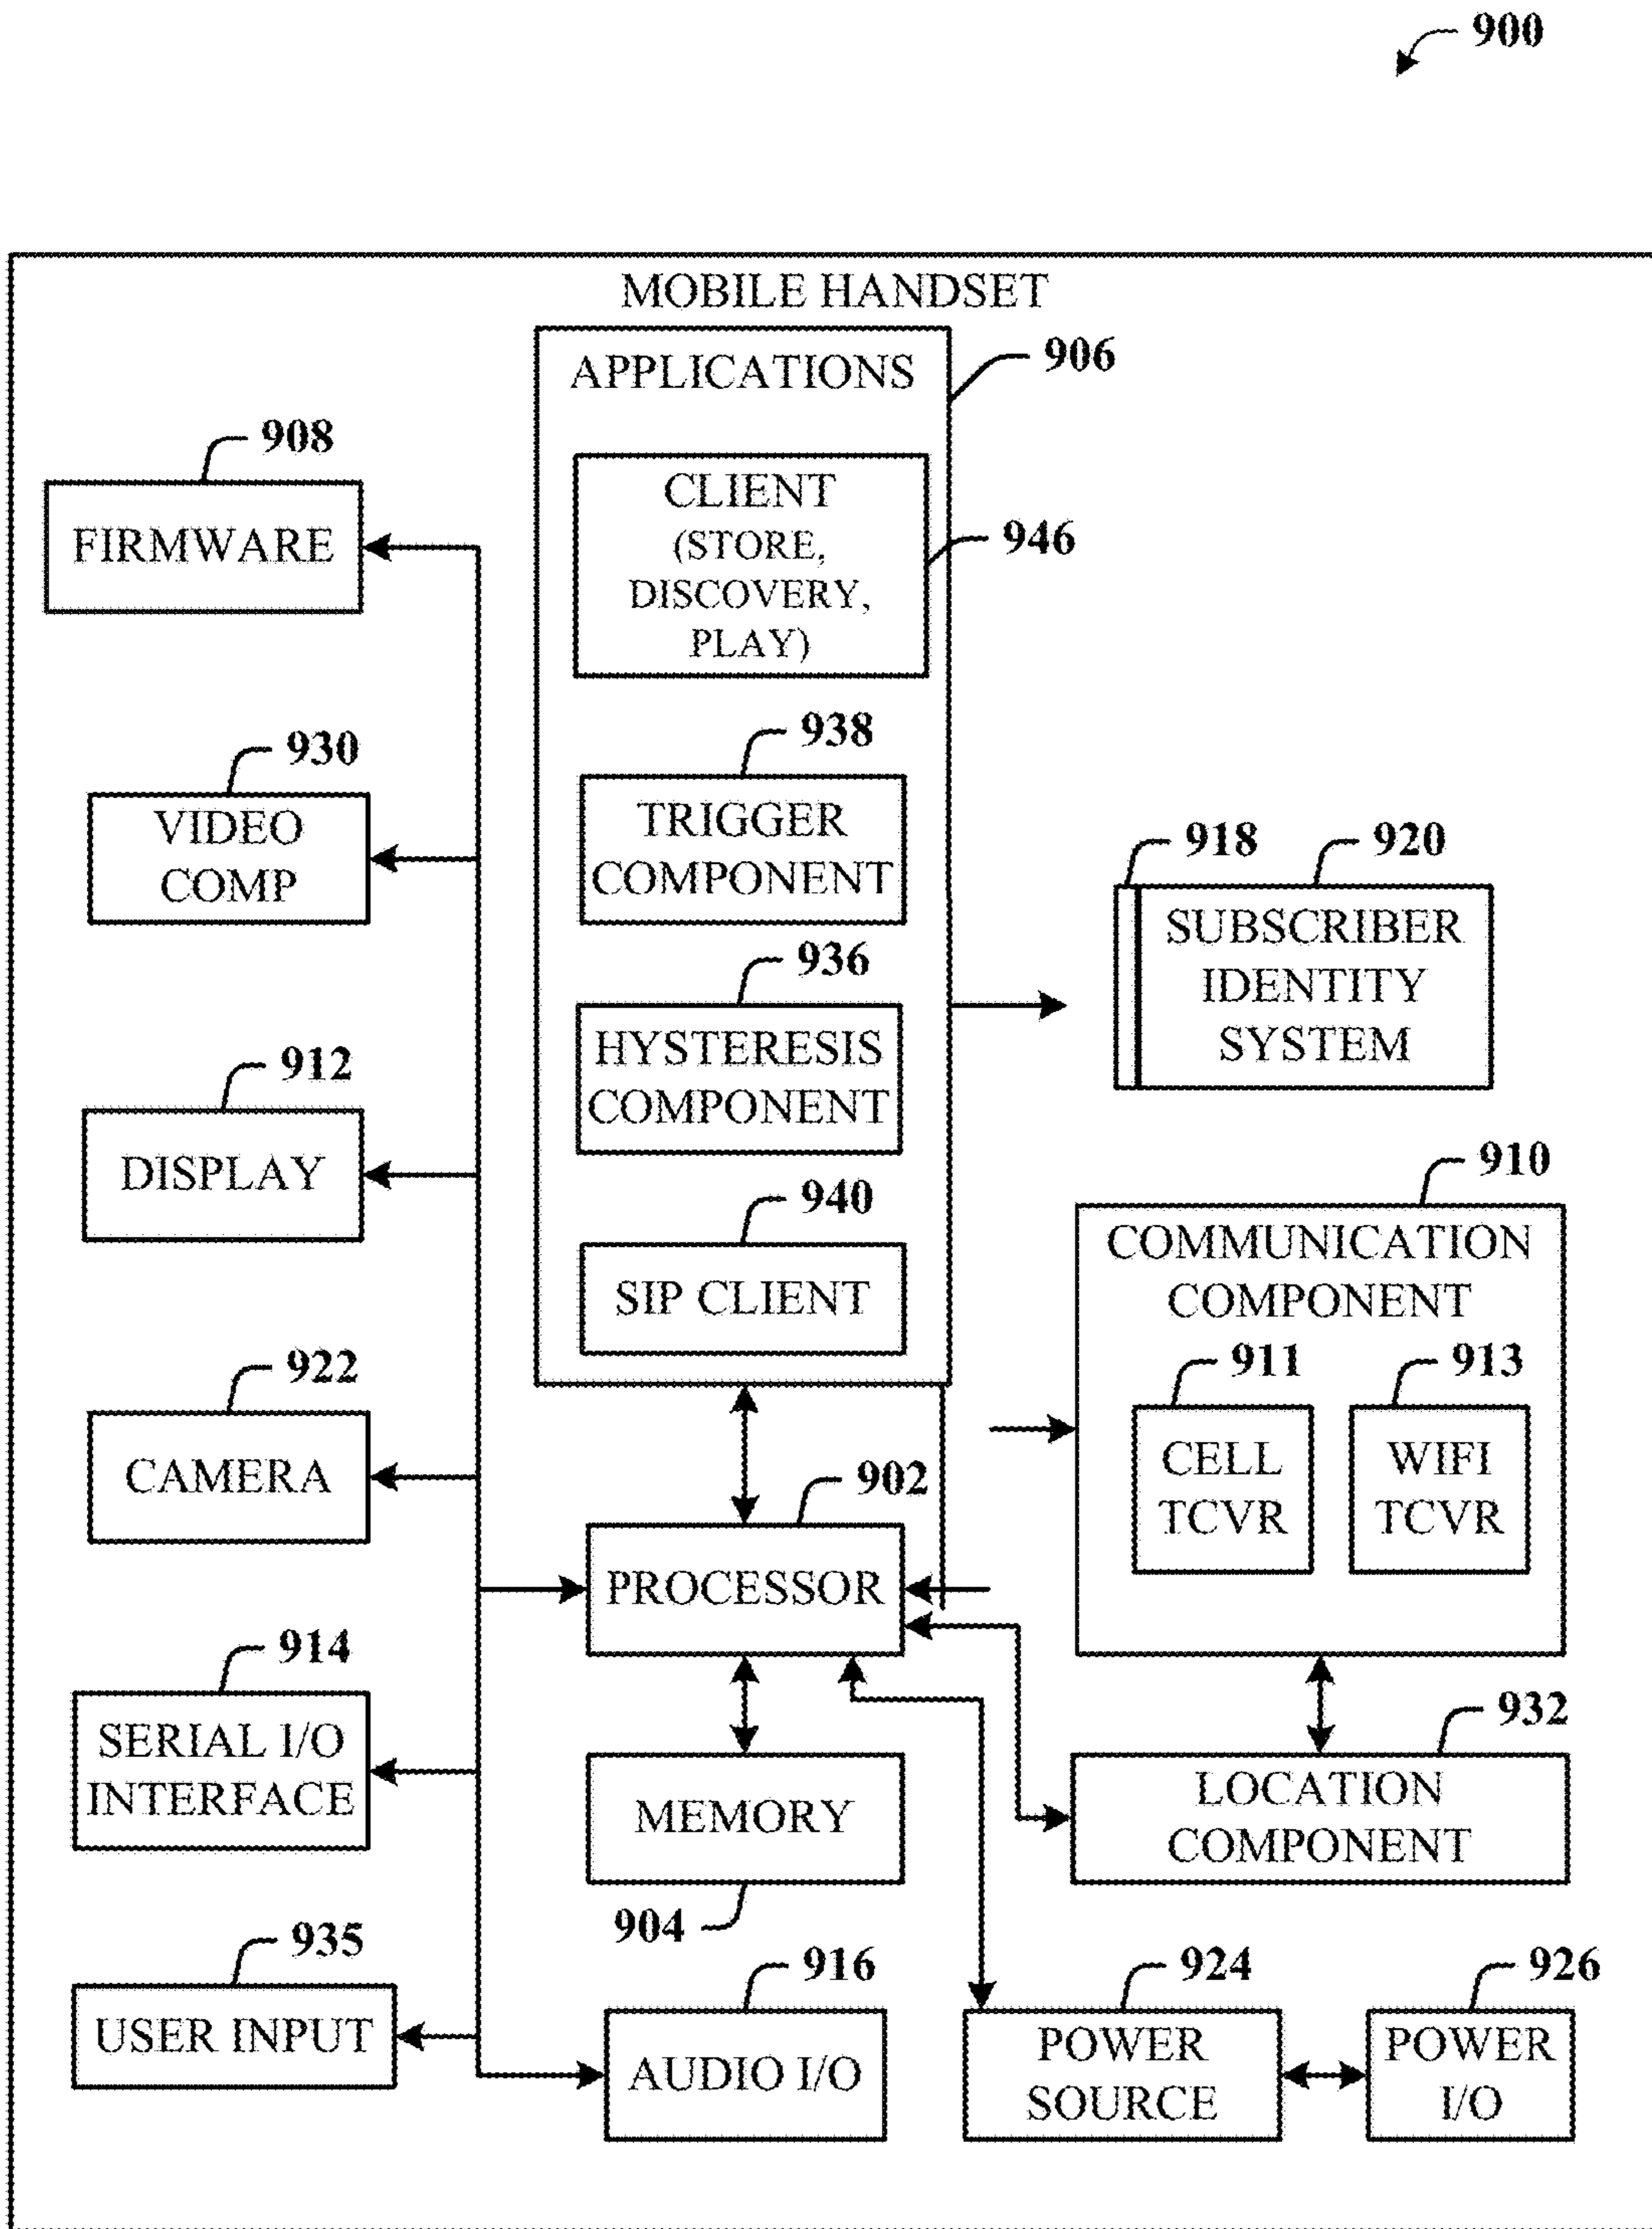 900
MOBILE HANDSET
APPLICATIONS
906
908
FIRMWARE
CLIENT
(STORE,
DISCOVERY,
PLAY)
946
930
VIDEO
COMP
938
TRIGGER
COMPONENT
918
920
SUBSCRIBER
IDENTITY
SYSTEM
936
HYSTERESIS
COMPONENT
912
DISPLAY
940
SIP CLIENT
910
COMMUNICATION
COMPONENT
911
CELL
TCVR
913
WIFI
TCVR
922
CAMERA
902
PROCESSOR
914
SERIAL I/O
INTERFACE
MEMORY
904
932
LOCATION
COMPONENT
935
USER INPUT
916
AUDIO I/O
924
POWER
SOURCE
926
POWER
I/O